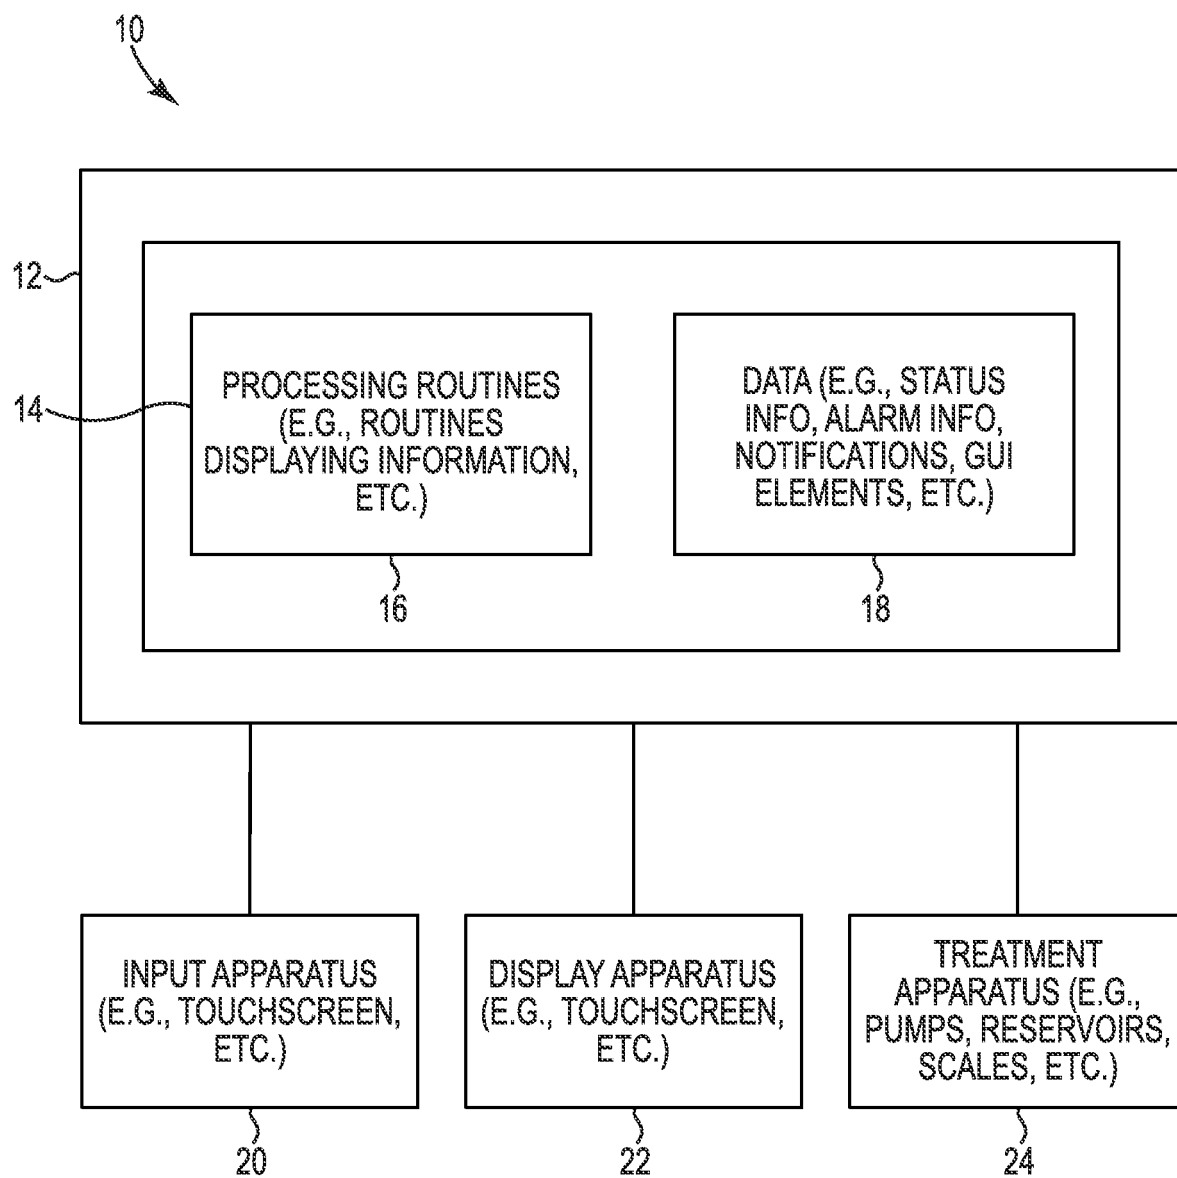 10
12
14
PROCESSING ROUTINES
(E.G., ROUTINES
DISPLAYING INFORMATION,
ETC.)
16
DATA (E.G., STATUS
INFO, ALARM INFO,
NOTIFICATIONS, GUI
ELEMENTS, ETC.)
18
INPUT APPARATUS
(E.G., TOUCHSCREEN,
ETC.)
20
DISPLAY APPARATUS
(E.G., TOUCHSCREEN,
ETC.)
22
TREATMENT
APPARATUS (E.G.,
PUMPS, RESERVOIRS,
SCALES, ETC.)
24